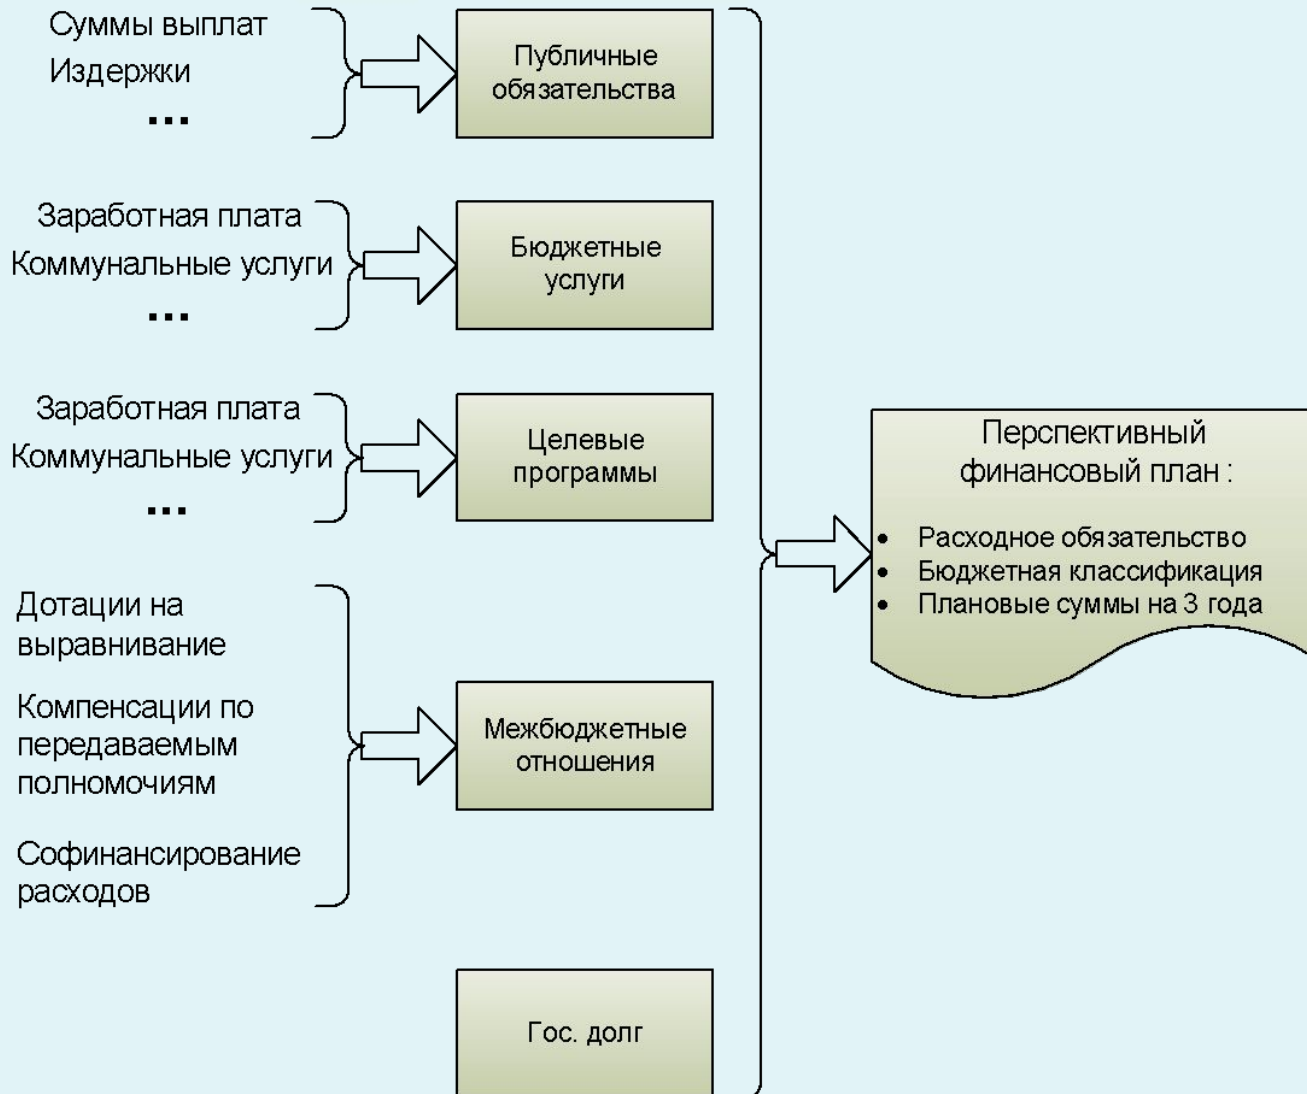 Суммы выплат
Издержки
...
Публичные
обязательства
Заработная плата
Коммунальные услуги
...
Бюджетные
услуги
Заработная плата
Коммунальные услуги
...
Целевые
программы
Дотации на
выравнивание
Компенсации по
передаваемым
полномочиям
Софинансирование
расходов
Межбюджетные
отношения
Гос. долг
Перспективный
финансовый план :
• Расходное обязательство
• Бюджетная классификация
• Плановые суммы на 3 года